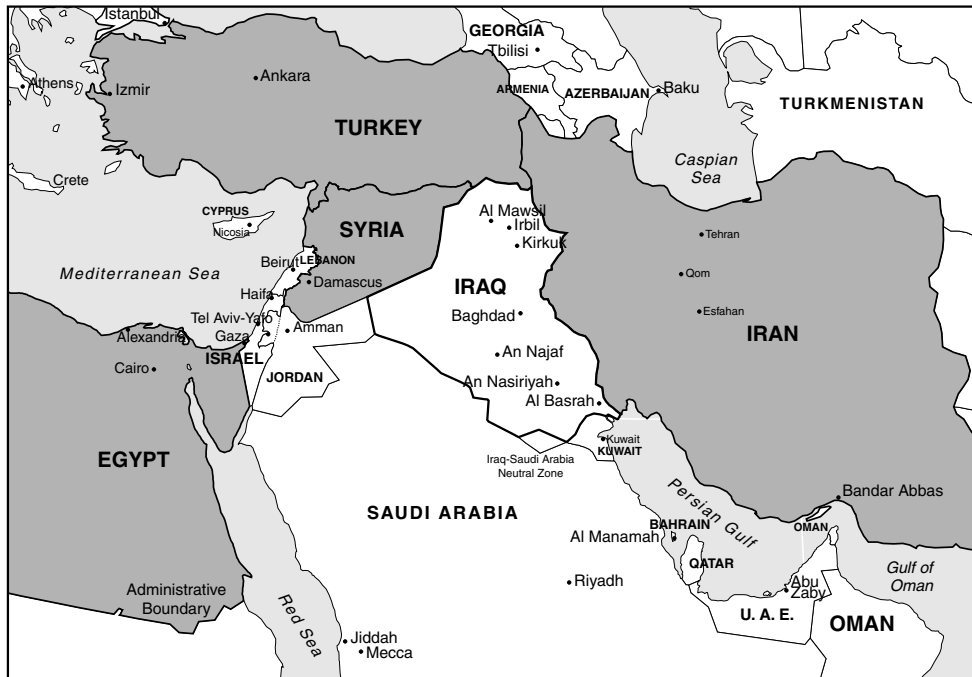 Istanbul
GEORGIA
Tbilisi
Athens
Izmir
Ankara
ARMENIA
AZERBAIJAN
Baku
TURKMENISTAN
TURKEY
Caspian
Sea
Crete
CYPRUS
Nicosia
SYRIA
Al Mawsil
Irbil
Kirkuk
Tehran
Mediterranean Sea
Beirut
LEBANON
Damascus
Qom
Haifa
IRAQ
Baghdad
Esfahan
IRAN
Tel Aviv-Yafo
Alexandria
Gaza
Amman
ISRAEL
Cairo
JORDAN
An Najaf
An Nasiriyah
Al Basrah
EGYPT
Iraq-Saudi Arabia
Neutral Zone
Kuwait
KUWAIT
Persian Gulf
Bandar Abbas
SAUDI ARABIA
BAHRAIN
Al Manamah
OMAN
QATAR
Gulf of
Oman
Riyadh
Abu
Zaby
Administrative
Boundary
Red Sea
U. A. E.
OMAN
Jiddah
Mecca